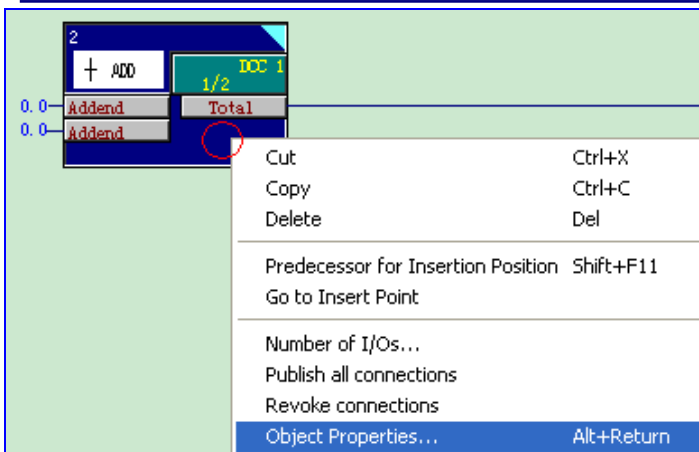 2
+ ADD
DCC 1
1/2
0.0 Addend Total
0.0 Addend
Cut Ctrl+X
Copy Ctrl+C
Delete Del
Predecessor for Insertion Position Shift+F11
Go to Insert Point
Number of I/Os...
Publish all connections
Revoke connections
Object Properties... Alt+Return